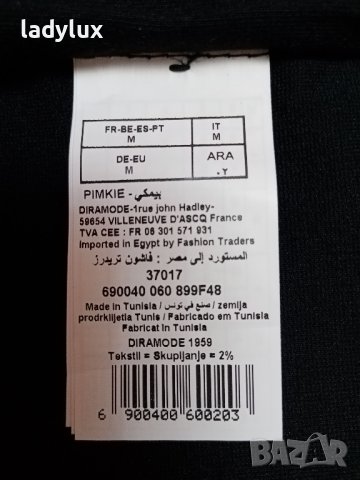 ladylux
FR-BE-ES-PT
M
IT
M
DE-EU
M
ARA
٠٢
PIMKIE - بيمكي
DIRAMODE-1rue john Hadley-
59654 VILLENEUVE D'ASCQ France
TVA CEE : FR 06 301 571 931
Imported in Egypt by Fashion Traders
المستورد إلى مصر : فاشون تريدرز
37017
690040 060 899F48
Made in Tunisia / صنع في تونس / zemlja
prodrklijetla Tunis / Fabricado em Tunisia
Fabricat in Tunisia
DIRAMODE 1959
Tekstil = Skupljanje = 2%
6 900400 600203
BAZAR